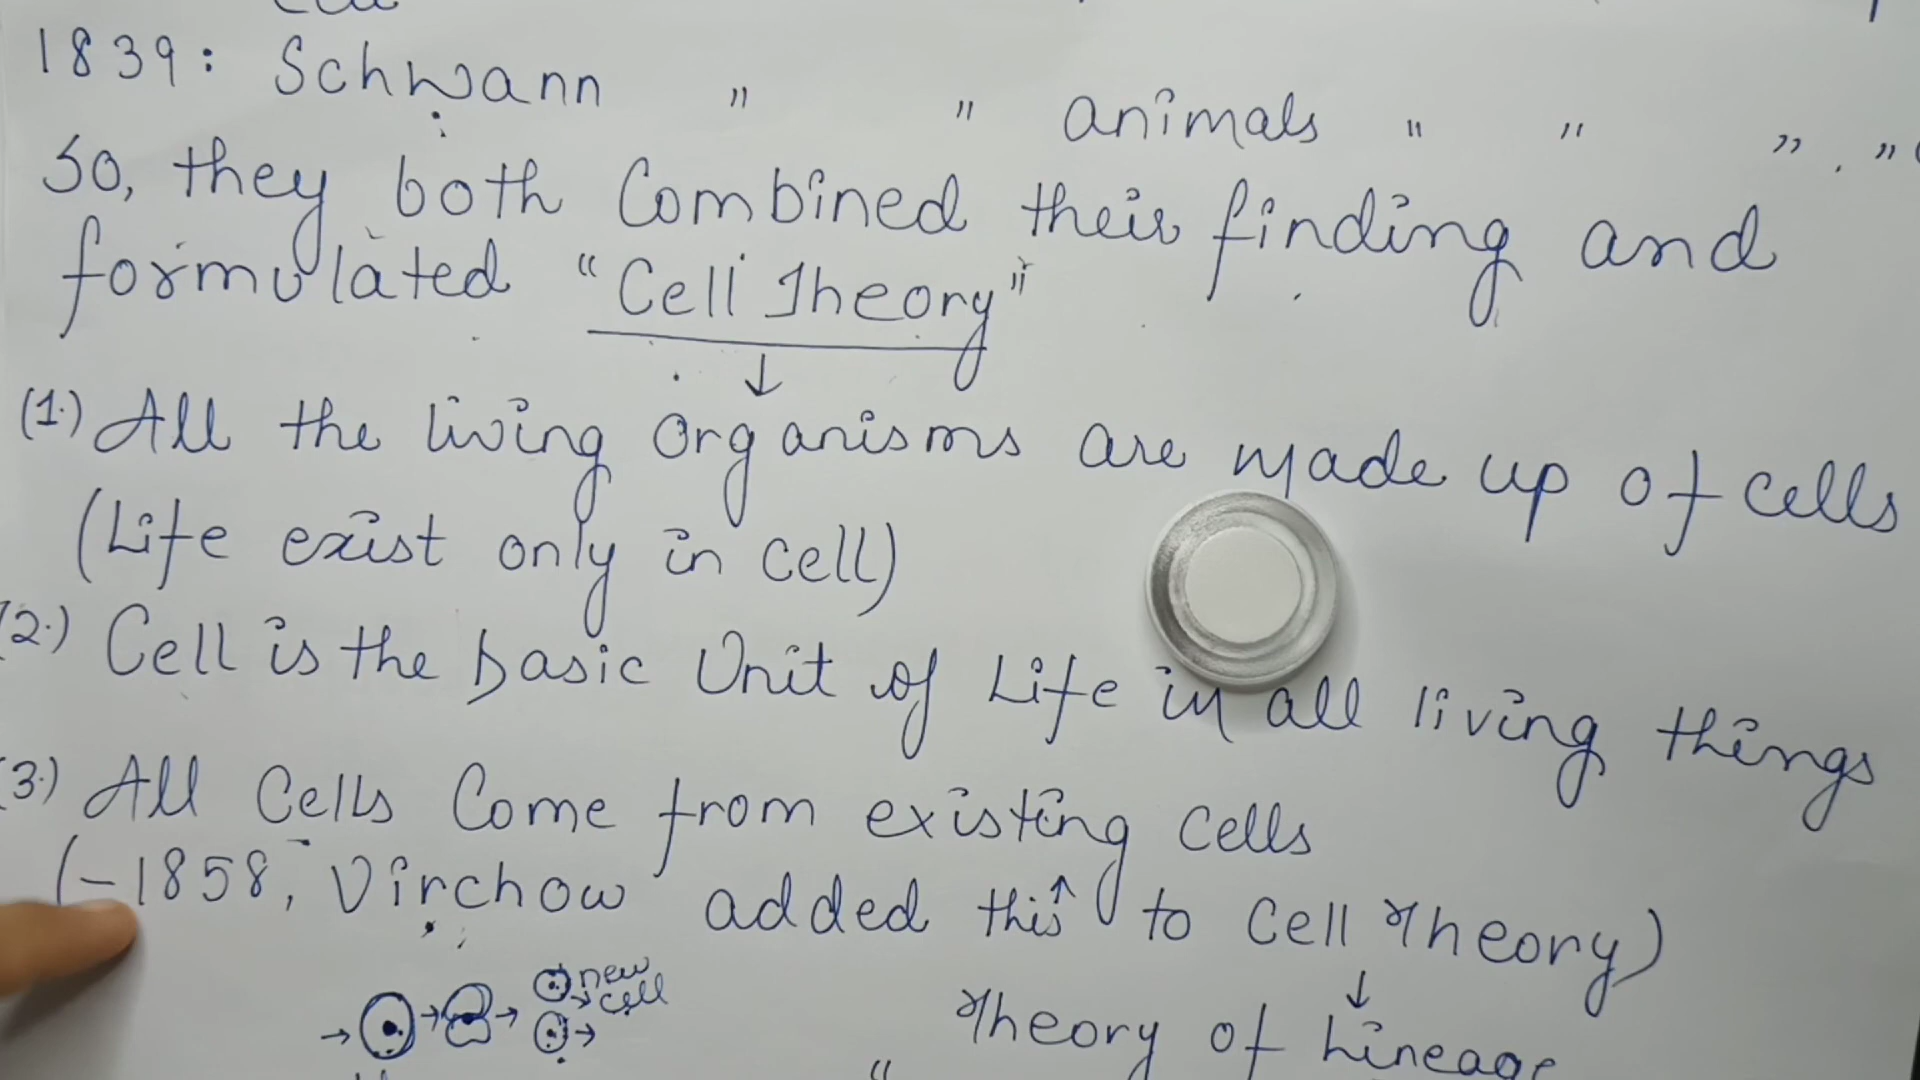 1839: Schwann " " animals " " " . "
So, they both Combined their finding and
formulated "Cell Theory"
↓
(1.) All the living organisms are made up of cells
(Life exist only in cell)
(2.) Cell is the basic Unit of Life in all living things
(3.) All Cells Come from existing cells
(-1858, Virchow added this↑ to Cell Theory)
→ → → new
→ cell
→
↓
Theory of Lineage
"